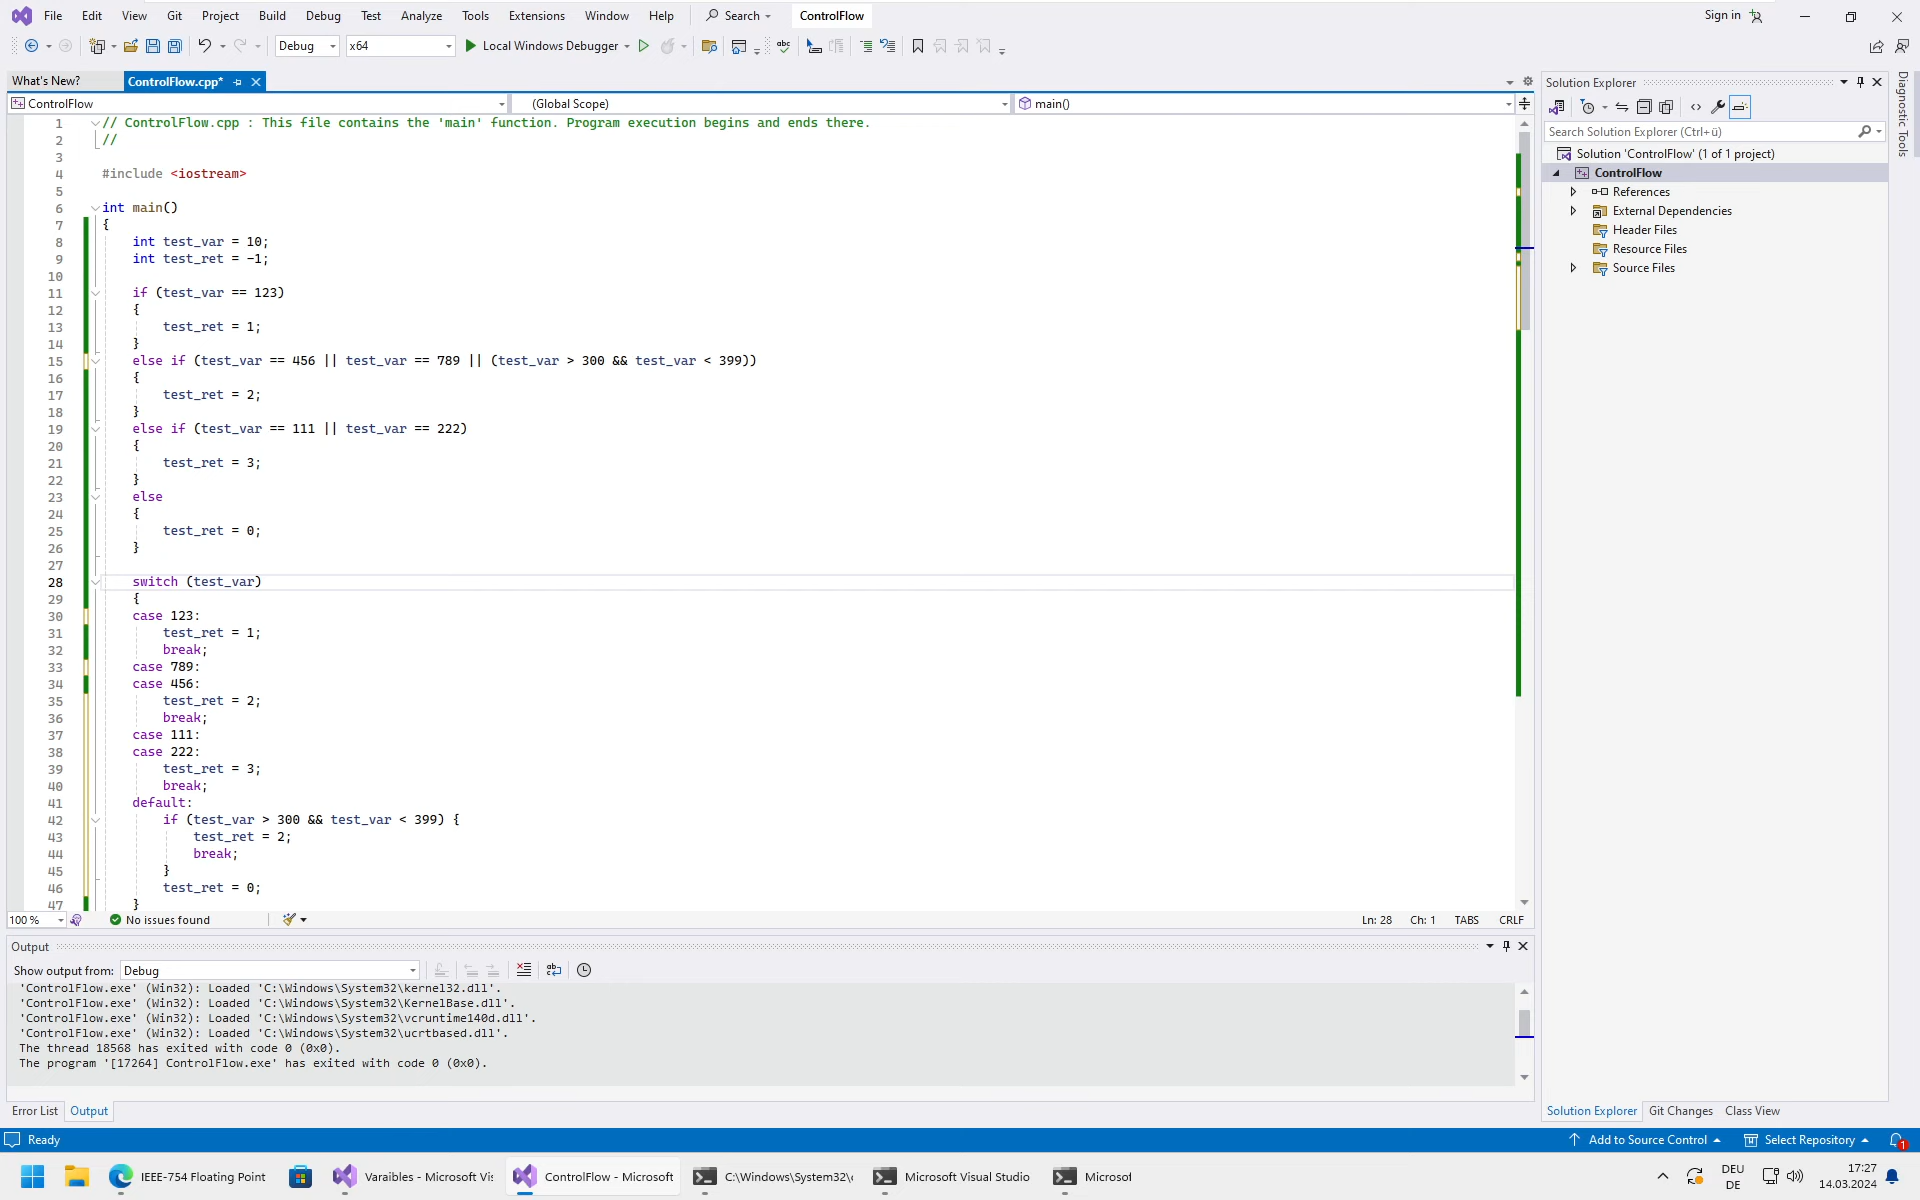 File Edit View Git Project Build Debug Test Analyze Tools Extensions Window Help Search ControlFlow Sign in
Debug x64 Local Windows Debugger
What's New? ControlFlow.cpp*
ControlFlow (Global Scope) main()
1 // ControlFlow.cpp : This file contains the 'main' function. Program execution begins and ends there.
2 //
3
4 #include <iostream>
5
6 int main()
7 {
8 int test_var = 10;
9 int test_ret = -1;
10
11 if (test_var == 123)
12 {
13 test_ret = 1;
14 }
15 else if (test_var == 456 || test_var == 789 || (test_var > 300 && test_var < 399))
16 {
17 test_ret = 2;
18 }
19 else if (test_var == 111 || test_var == 222)
20 {
21 test_ret = 3;
22 }
23 else
24 {
25 test_ret = 0;
26 }
27
28 switch (test_var)
29 {
30 case 123:
31 test_ret = 1;
32 break;
33 case 789:
34 case 456:
35 test_ret = 2;
36 break;
37 case 111:
38 case 222:
39 test_ret = 3;
40 break;
41 default:
42 if (test_var > 300 && test_var < 399) {
43 test_ret = 2;
44 break;
45 }
46 test_ret = 0;
47 }
100 % No issues found Ln: 28 Ch: 1 TABS CRLF
Output
Show output from: Debug
'ControlFlow.exe' (Win32): Loaded 'C:\Windows\System32\kernel32.dll'.
'ControlFlow.exe' (Win32): Loaded 'C:\Windows\System32\KernelBase.dll'.
'ControlFlow.exe' (Win32): Loaded 'C:\Windows\System32\vcruntime140d.dll'.
'ControlFlow.exe' (Win32): Loaded 'C:\Windows\System32\ucrtbased.dll'.
The thread 18568 has exited with code 0 (0x0).
The program '[17264] ControlFlow.exe' has exited with code 0 (0x0).
Error List Output
Solution Explorer
Search Solution Explorer (Ctrl+ü)
Solution 'ControlFlow' (1 of 1 project)
ControlFlow
References
External Dependencies
Header Files
Resource Files
Source Files
Solution Explorer Git Changes Class View
Diagnostic Tools
Ready Add to Source Control Select Repository 1
IEEE-754 Floating Point Varaibles - Microsoft Vis ControlFlow - Microsoft C:\Windows\System32\c Microsoft Visual Studio Microsof
DEU
DE
17:27
14.03.2024